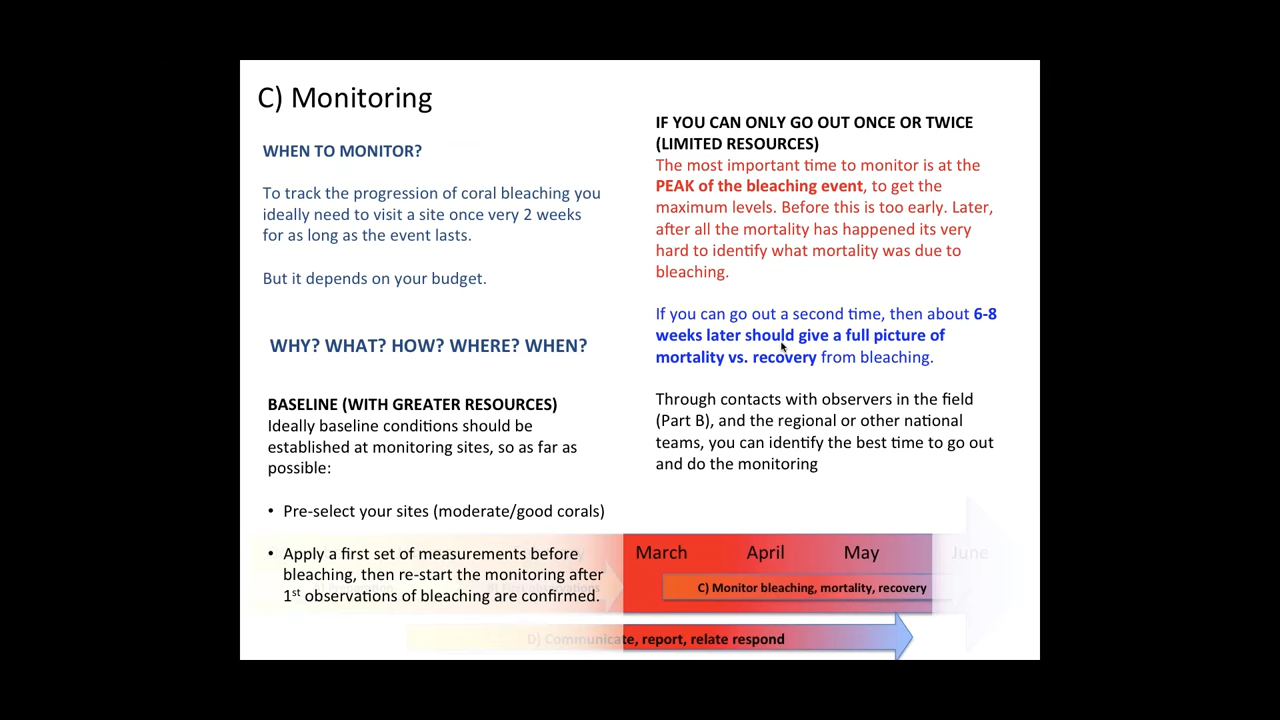 C) Monitoring
WHEN TO MONITOR?
To track the progression of coral bleaching you
ideally need to visit a site once very 2 weeks
for as long as the event lasts.
But it depends on your budget.
WHY? WHAT? HOW? WHERE? WHEN?
BASELINE (WITH GREATER RESOURCES)
Ideally baseline conditions should be
established at monitoring sites, so as far as
possible:
• Pre-select your sites (moderate/good corals)
• Apply a first set of measurements before
bleaching, then re-start the monitoring after
1st observations of bleaching are confirmed.
IF YOU CAN ONLY GO OUT ONCE OR TWICE
(LIMITED RESOURCES)
The most important time to monitor is at the
PEAK of the bleaching event, to get the
maximum levels. Before this is too early. Later,
after all the mortality has happened its very
hard to identify what mortality was due to
bleaching.
If you can go out a second time, then about 6-8
weeks later should give a full picture of
mortality vs. recovery from bleaching.
Through contacts with observers in the field
(Part B), and the regional or other national
teams, you can identify the best time to go out
and do the monitoring
March April May June
C) Monitor bleaching, mortality, recovery
D) Communicate, report, relate respond